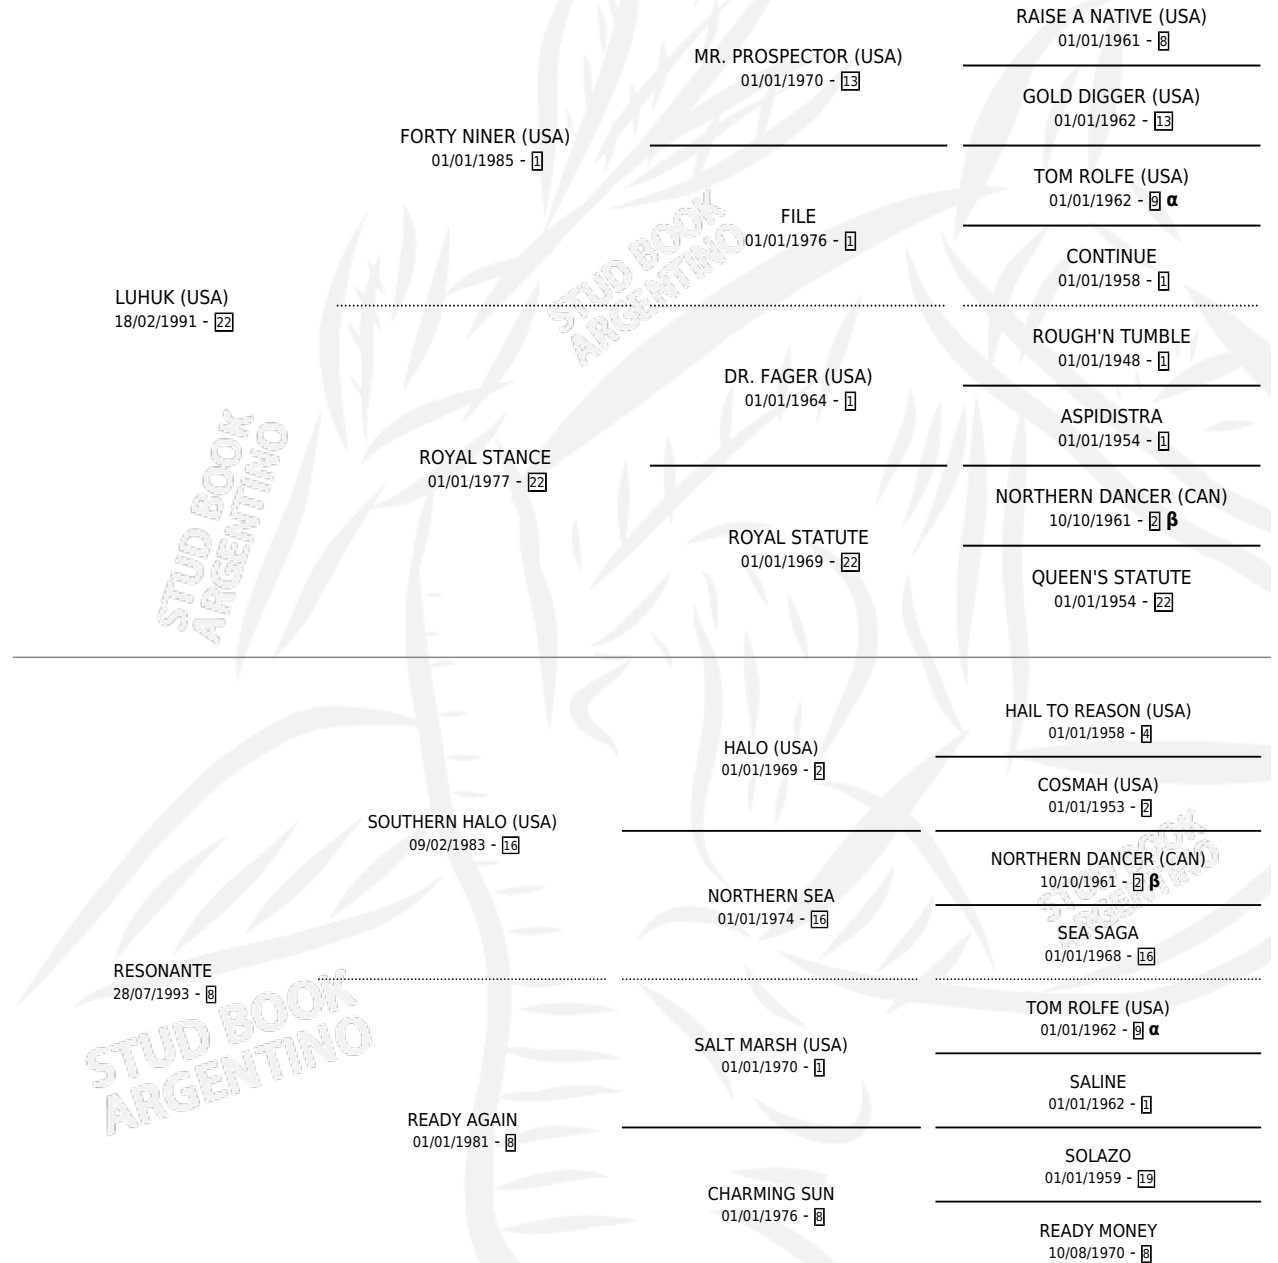 RAISE A NATIVE (USA)
01/01/1961 - 8
MR. PROSPECTOR (USA)
01/01/1970 - 13
GOLD DIGGER (USA)
01/01/1962 - 13
FORTY NINER (USA)
01/01/1985 - 1
TOM ROLFE (USA)
01/01/1962 - 9 α
FILE
01/01/1976 - 1
CONTINUE
01/01/1958 - 1
LUHUK (USA)
18/02/1991 - 22
STUD BOOK
ARGENTINO
ROUGH'N TUMBLE
01/01/1948 - 1
DR. FAGER (USA)
01/01/1964 - 1
ASPIDISTRA
01/01/1954 - 1
ROYAL STANCE
01/01/1977 - 22
NORTHERN DANCER (CAN)
10/10/1961 - 2 β
ROYAL STATUTE
01/01/1969 - 22
QUEEN'S STATUTE
01/01/1954 - 22
STUD BOOK
ARGENTINO
HAIL TO REASON (USA)
01/01/1958 - 4
HALO (USA)
01/01/1969 - 2
COSMAH (USA)
01/01/1953 - 2
SOUTHERN HALO (USA)
09/02/1983 - 16
NORTHERN DANCER (CAN)
10/10/1961 - 2 β
STUD BOOK
ARGENTINO
NORTHERN SEA
01/01/1974 - 16
SEA SAGA
01/01/1968 - 16
RESONANTE
28/07/1993 - 8
STUD BOOK
ARGENTINO
TOM ROLFE (USA)
01/01/1962 - 9 α
SALT MARSH (USA)
01/01/1970 - 1
SALINE
01/01/1962 - 1
READY AGAIN
01/01/1981 - 8
SOLAZO
01/01/1959 - 19
CHARMING SUN
01/01/1976 - 8
READY MONEY
10/08/1970 - 8